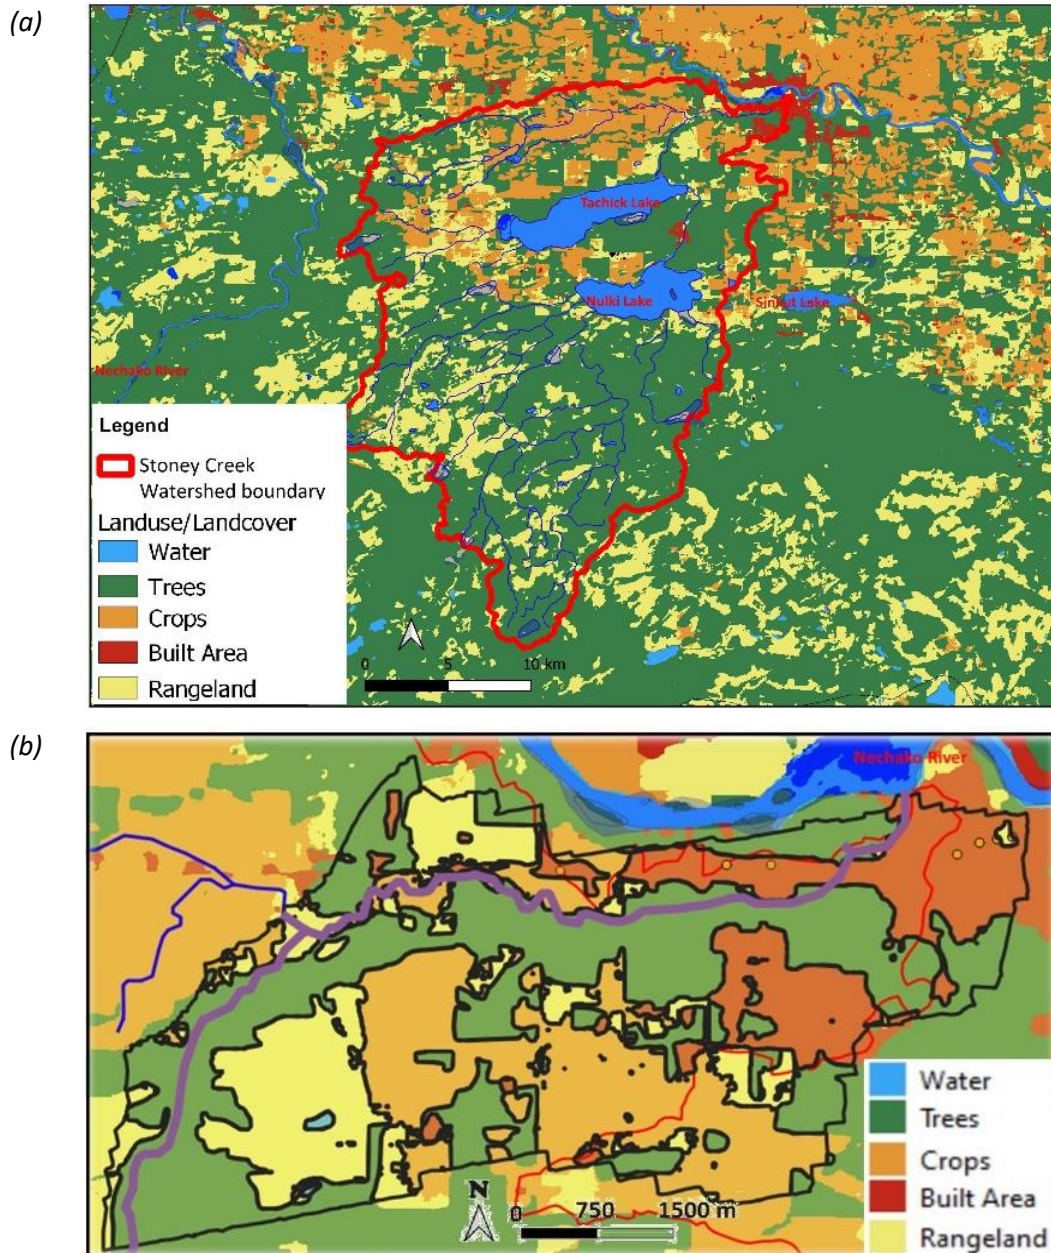 (a)
Tachick Lake
Nulki Lake
Sinkut Lake
Nechako River
Legend
Stoney Creek
Watershed boundary
Landuse/Landcover
Water
Trees
Crops
Built Area
Rangeland
0 5 10 km
(b)
Nechako River
Water
Trees
Crops
Built Area
Rangeland
N
0 750 1500 m